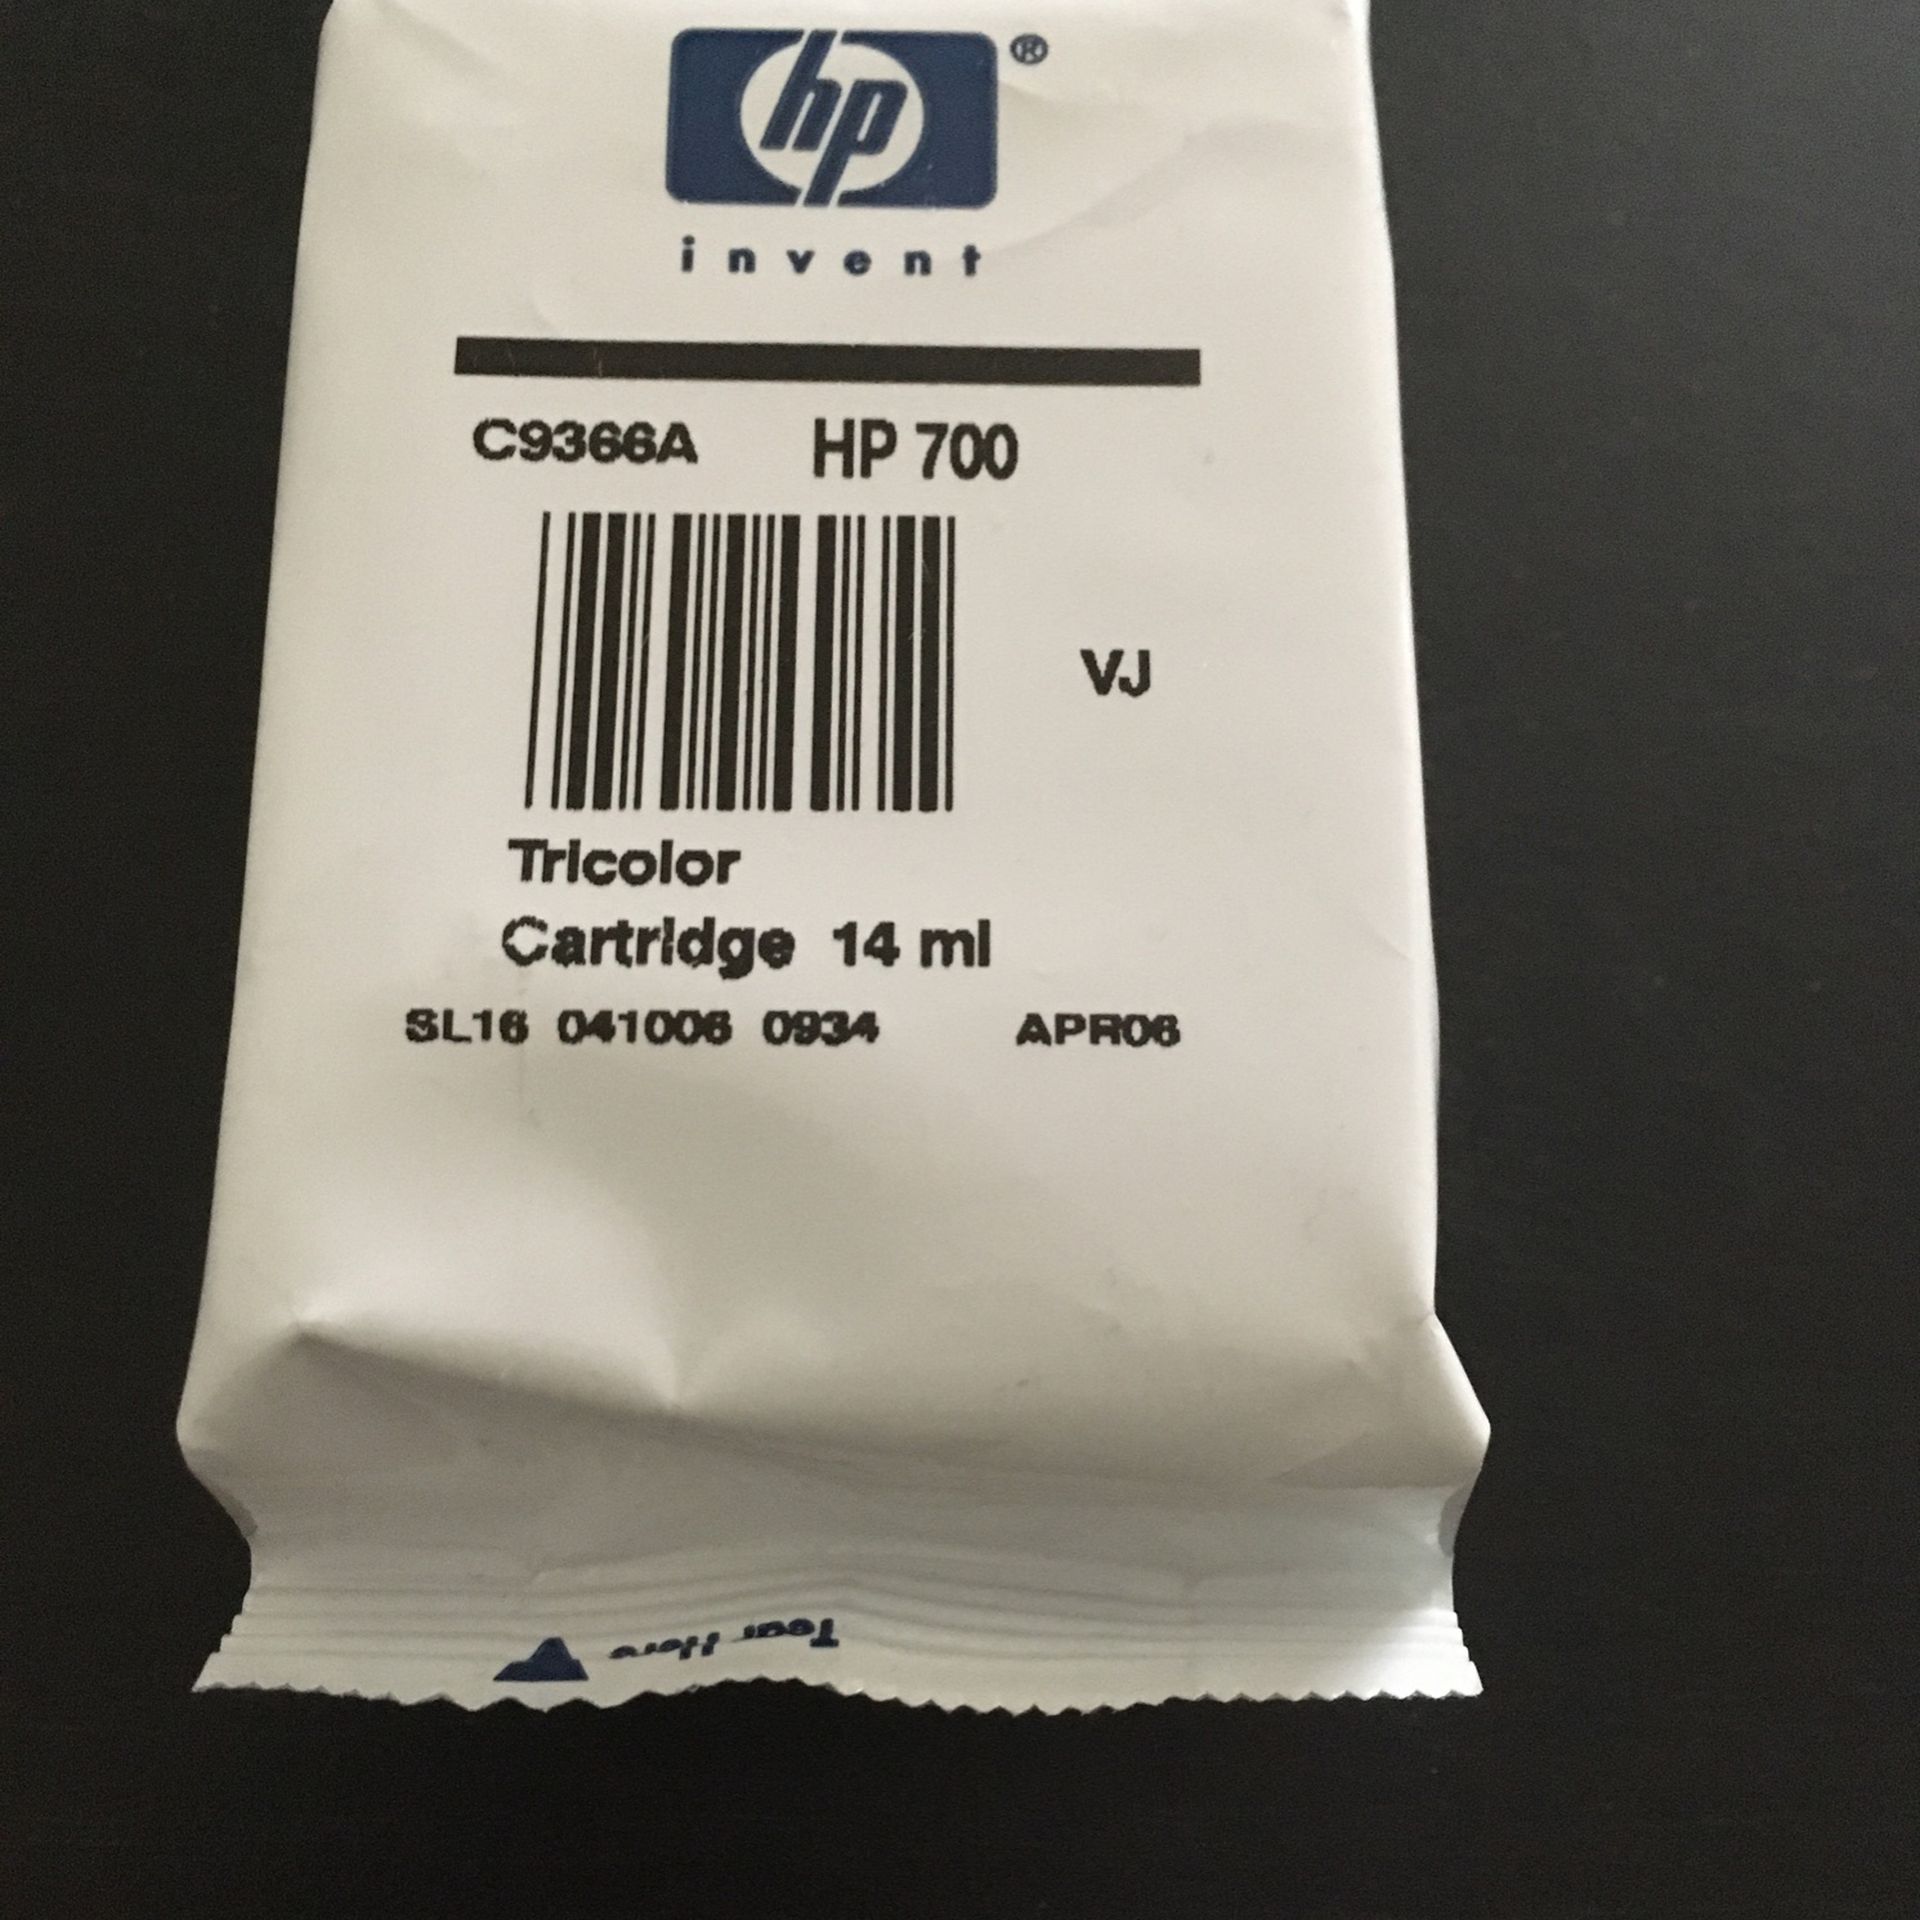 hp ®
invent
C9366A HP 700
VJ
Tricolor
Cartridge 14 ml
SL16 041006 0934 APR06
Tear Here